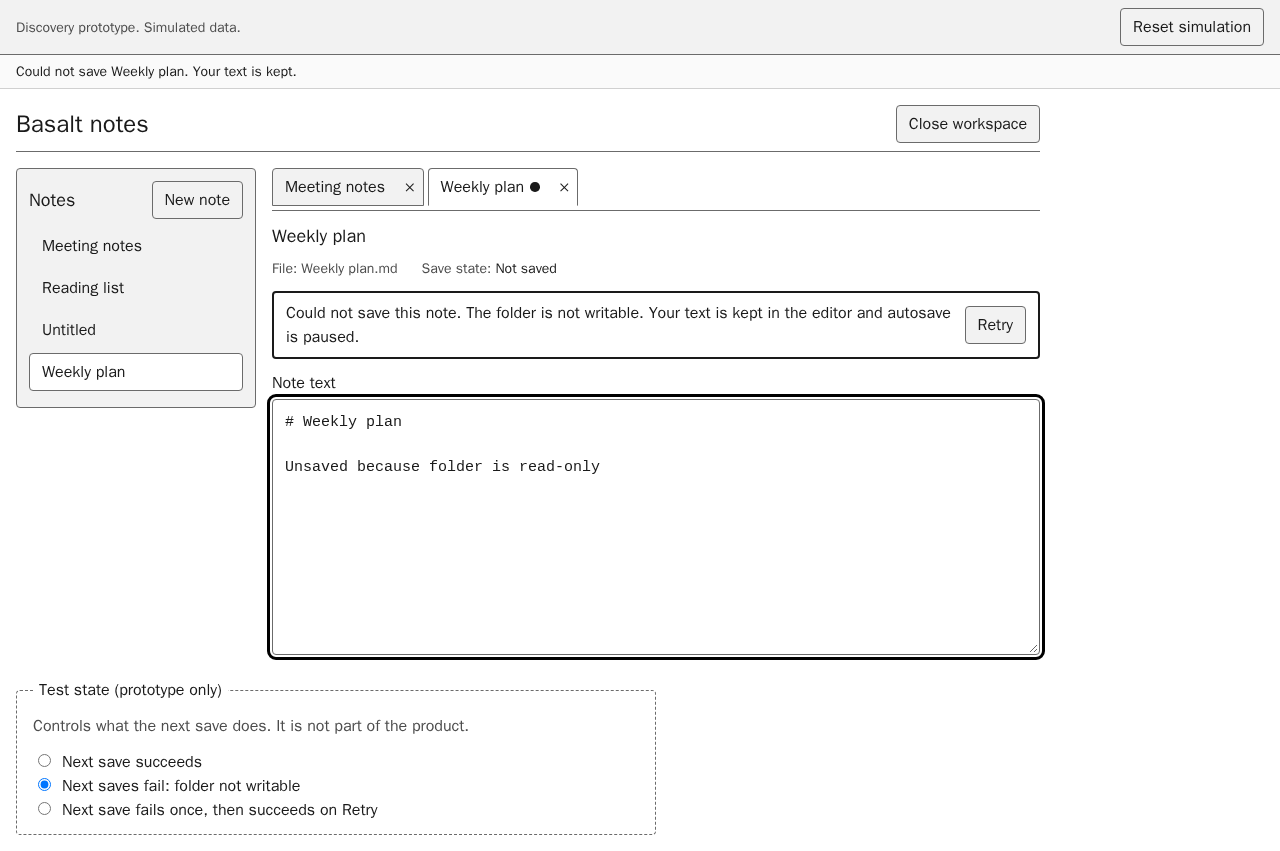 Discovery prototype. Simulated data.
Reset simulation
Could not save Weekly plan. Your text is kept.
Basalt notes
Close workspace
Notes
New note
Meeting notes
Reading list
Untitled
Weekly plan
Meeting notes ×
Weekly plan ● ×
Weekly plan
File: Weekly plan.md Save state: Not saved
Could not save this note. The folder is not writable. Your text is kept in the editor and autosave
is paused.
Retry
Note text
# Weekly plan
Unsaved because folder is read-only
Test state (prototype only)
Controls what the next save does. It is not part of the product.
Next save succeeds
Next saves fail: folder not writable
Next save fails once, then succeeds on Retry